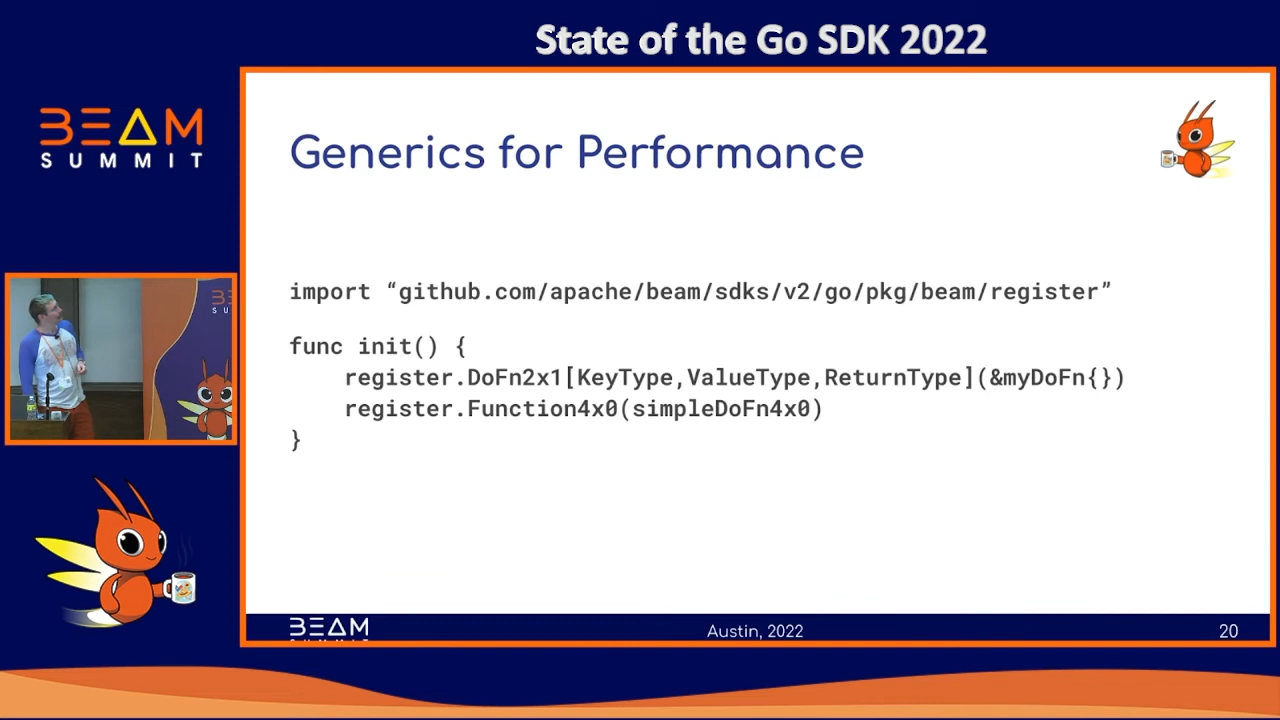 State of the Go SDK 2022
BEAM
SUMMIT
Generics for Performance
import “github.com/apache/beam/sdks/v2/go/pkg/beam/register”
func init() {
    register.DoFn2x1[KeyType,ValueType,ReturnType](&myDoFn{})
    register.Function4x0(simpleDoFn4x0)
}
BEAM
Austin, 2022
20